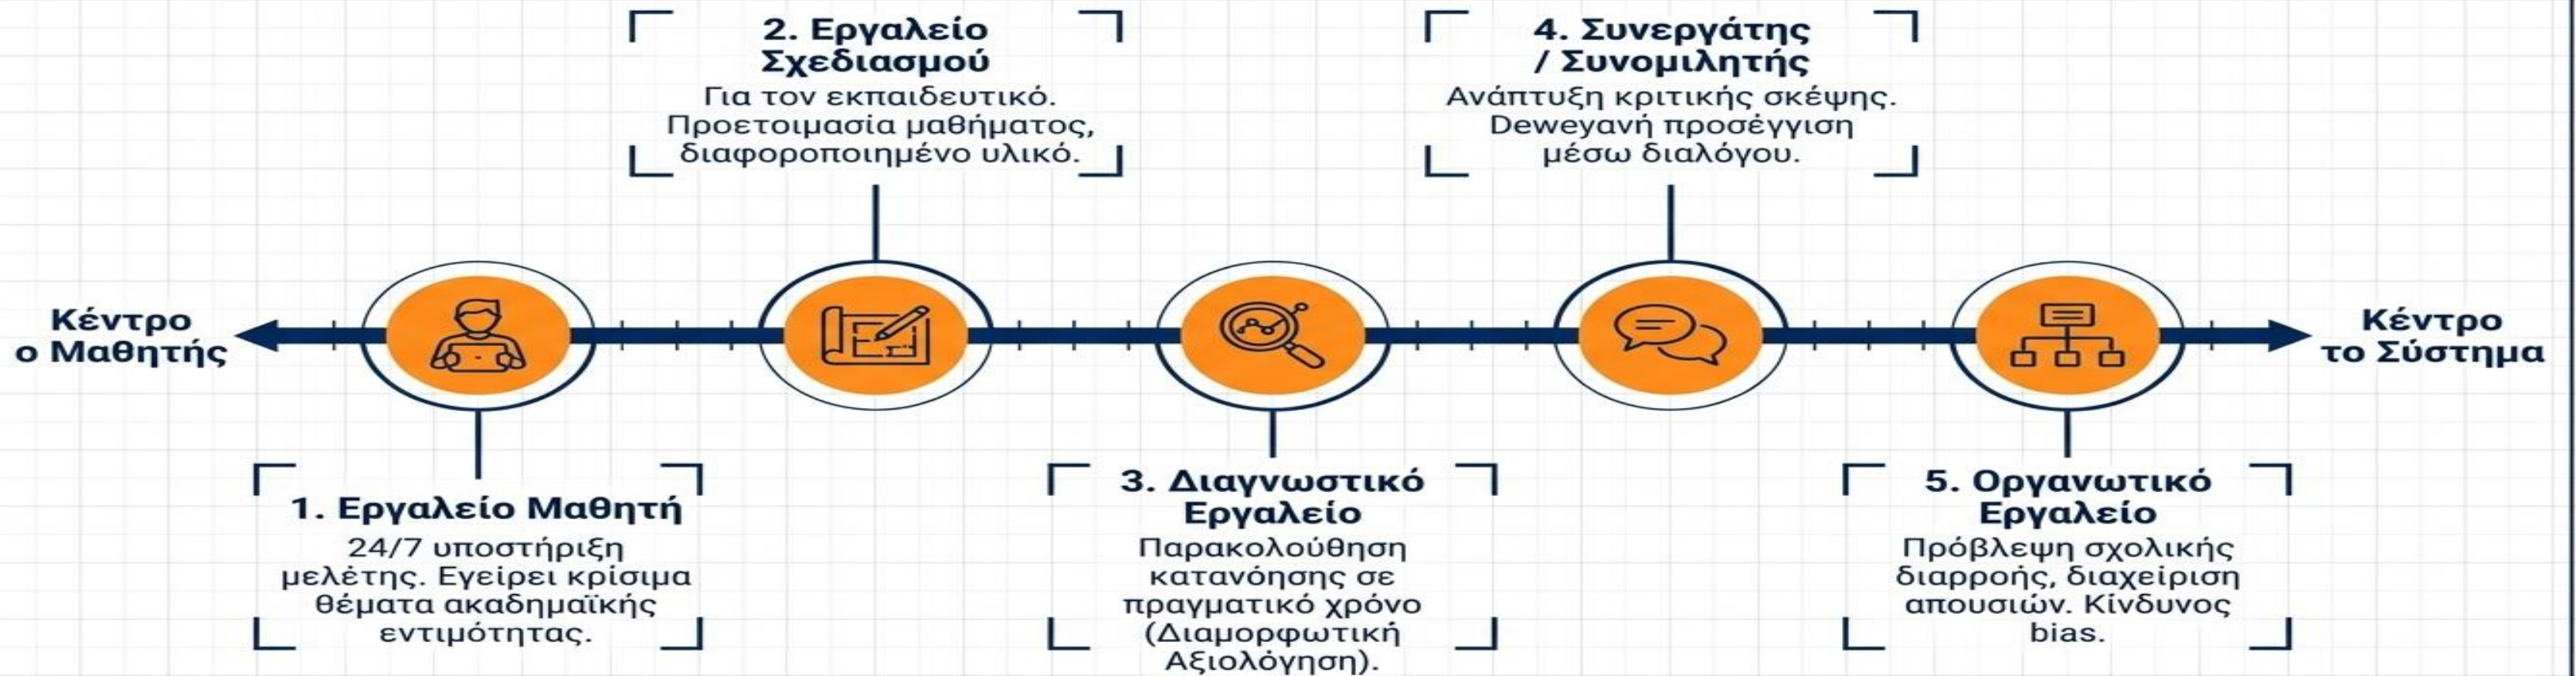 Κέντρο
ο Μαθητής
1. Εργαλείο Μαθητή
24/7 υποστήριξη
μελέτης. Εγείρει κρίσιμα
θέματα ακαδημαϊκής
εντιμότητας.
2. Εργαλείο
Σχεδιασμού
Για τον εκπαιδευτικό.
Προετοιμασία μαθήματος,
διαφοροποιημένο υλικό.
3. Διαγνωστικό
Εργαλείο
Παρακολούθηση
κατανόησης σε
πραγματικό χρόνο
(Διαμορφωτική
Αξιολόγηση).
4. Συνεργάτης
/ Συνομιλητής
Ανάπτυξη κριτικής σκέψης.
Deweyανή προσέγγιση
μέσω διαλόγου.
5. Οργανωτικό
Εργαλείο
Πρόβλεψη σχολικής
διαρροής, διαχείριση
απουσιών. Κίνδυνος
bias.
Κέντρο
το Σύστημα